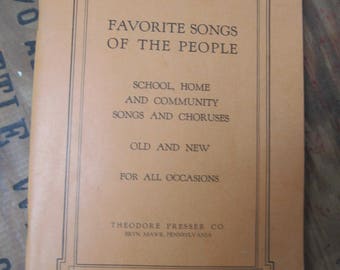 FAVORITE SONGS
OF THE PEOPLE
SCHOOL, HOME
AND COMMUNITY
SONGS AND CHORUSES
OLD AND NEW
FOR ALL OCCASIONS
THEODORE PRESSER CO
BRYN MAWR, PENNSYLVANIA